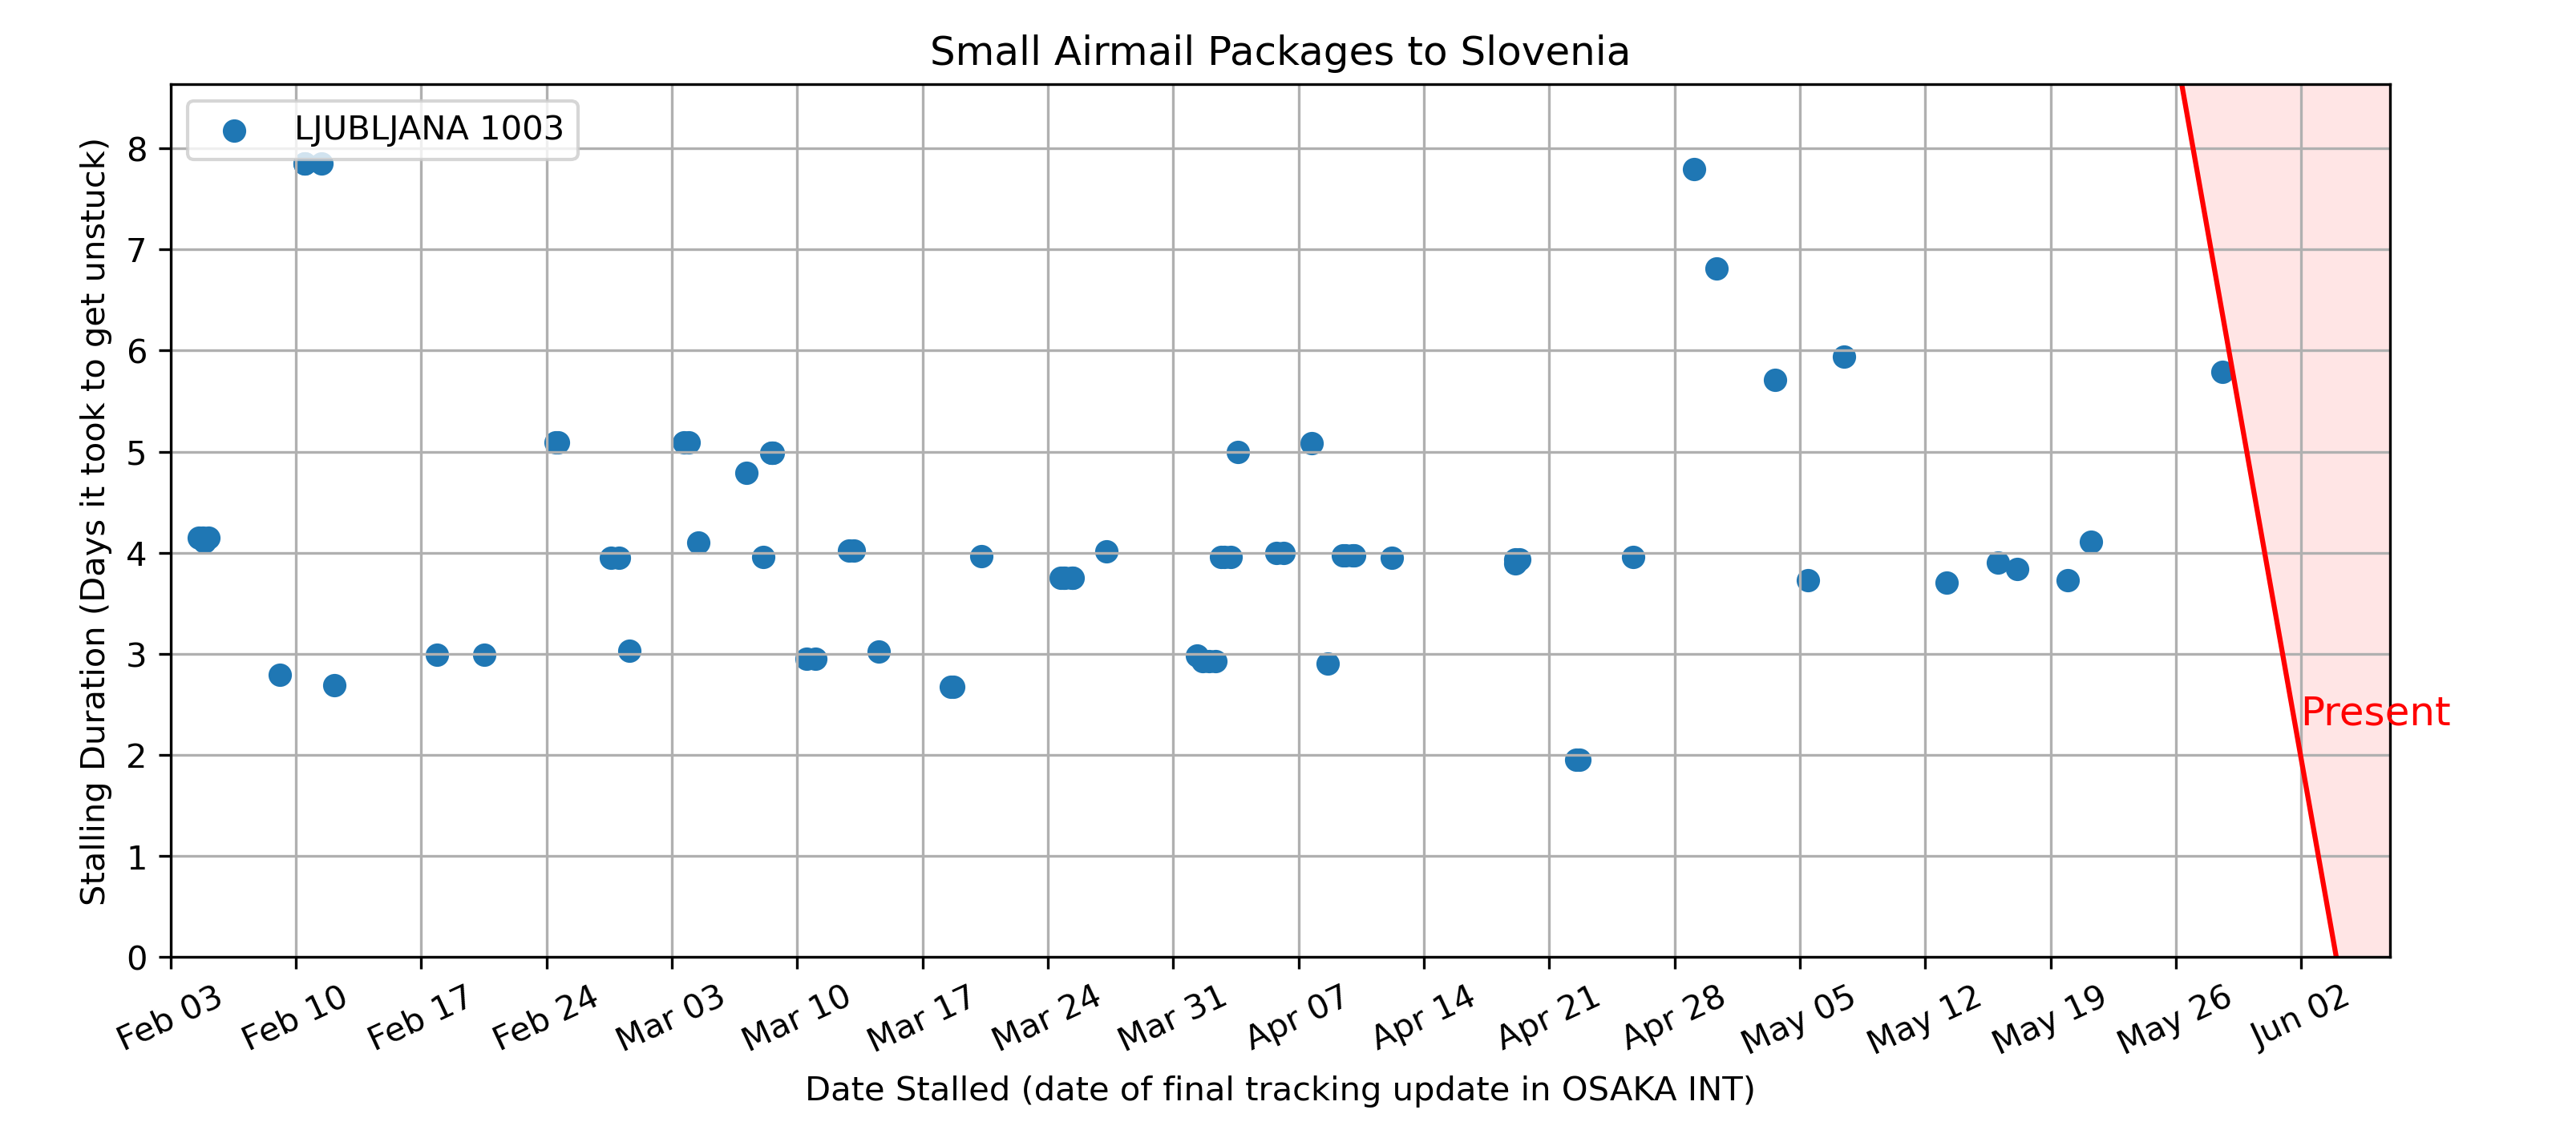 Small Airmail Packages to Slovenia
LJUBLJANA 1003
Stalling Duration (Days it took to get unstuck)
8
7
6
5
4
3
2
1
0
Present
Feb 03
Feb 10
Feb 17
Feb 24
Mar 03
Mar 10
Mar 17
Mar 24
Mar 31
Apr 07
Apr 14
Apr 21
Apr 28
May 05
May 12
May 19
May 26
Jun 02
Date Stalled (date of final tracking update in OSAKA INT)